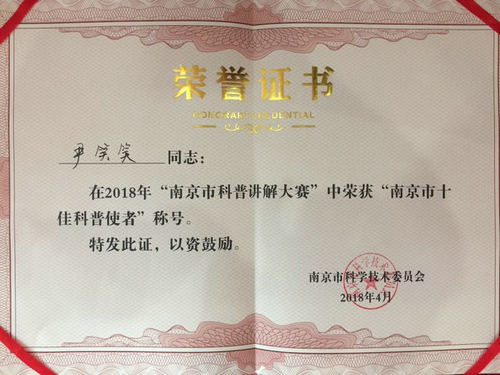 荣誉证书
HONORARY CREDENTIAL
尹笑笑 同志：
在2018年“南京市科普讲解大赛”中荣获“南京市十
佳科普使者”称号。
特发此证，以资鼓励。
南京市科学技术委员会
2018年4月